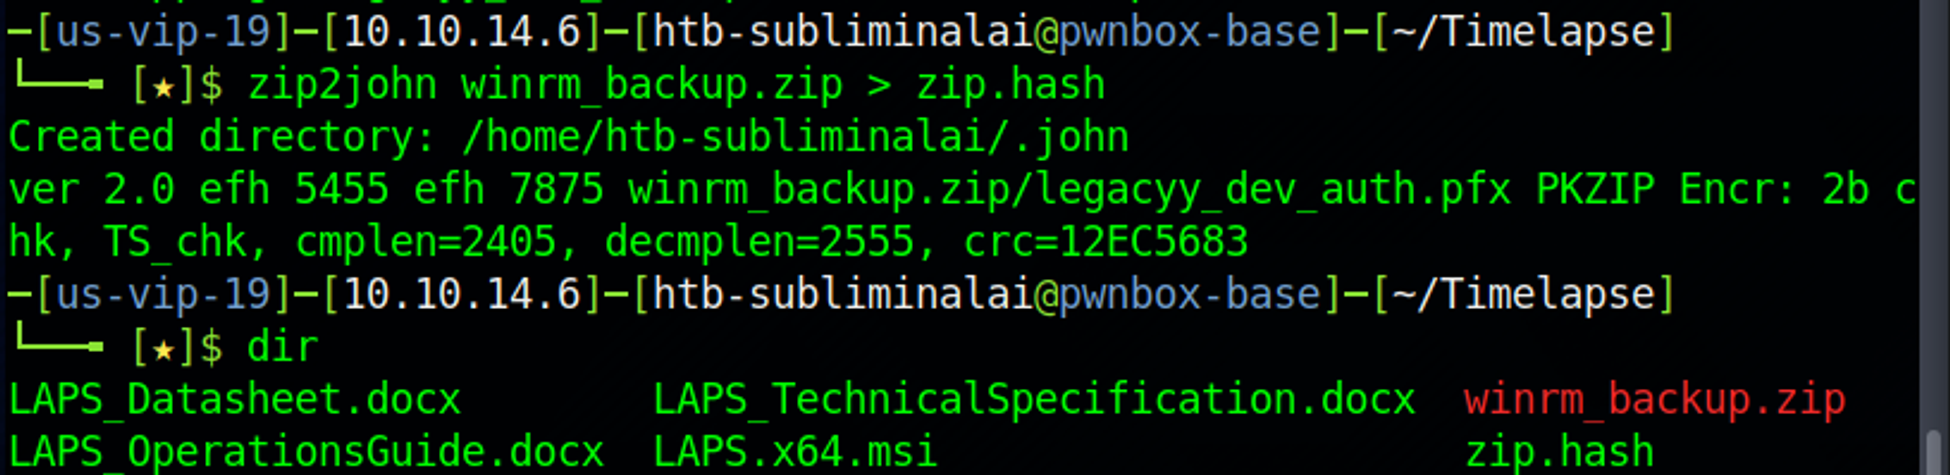 ─[us-vip-19]─[10.10.14.6]─[htb-subliminalai@pwnbox-base]─[~/Timelapse]
└──╼ [★]$ zip2john winrm_backup.zip > zip.hash
Created directory: /home/htb-subliminalai/.john
ver 2.0 efh 5455 efh 7875 winrm_backup.zip/legacyy_dev_auth.pfx PKZIP Encr: 2b c
hk, TS_chk, cmplen=2405, decmplen=2555, crc=12EC5683
─[us-vip-19]─[10.10.14.6]─[htb-subliminalai@pwnbox-base]─[~/Timelapse]
└──╼ [★]$ dir
LAPS_Datasheet.docx        LAPS_TechnicalSpecification.docx  winrm_backup.zip
LAPS_OperationsGuide.docx  LAPS.x64.msi                      zip.hash